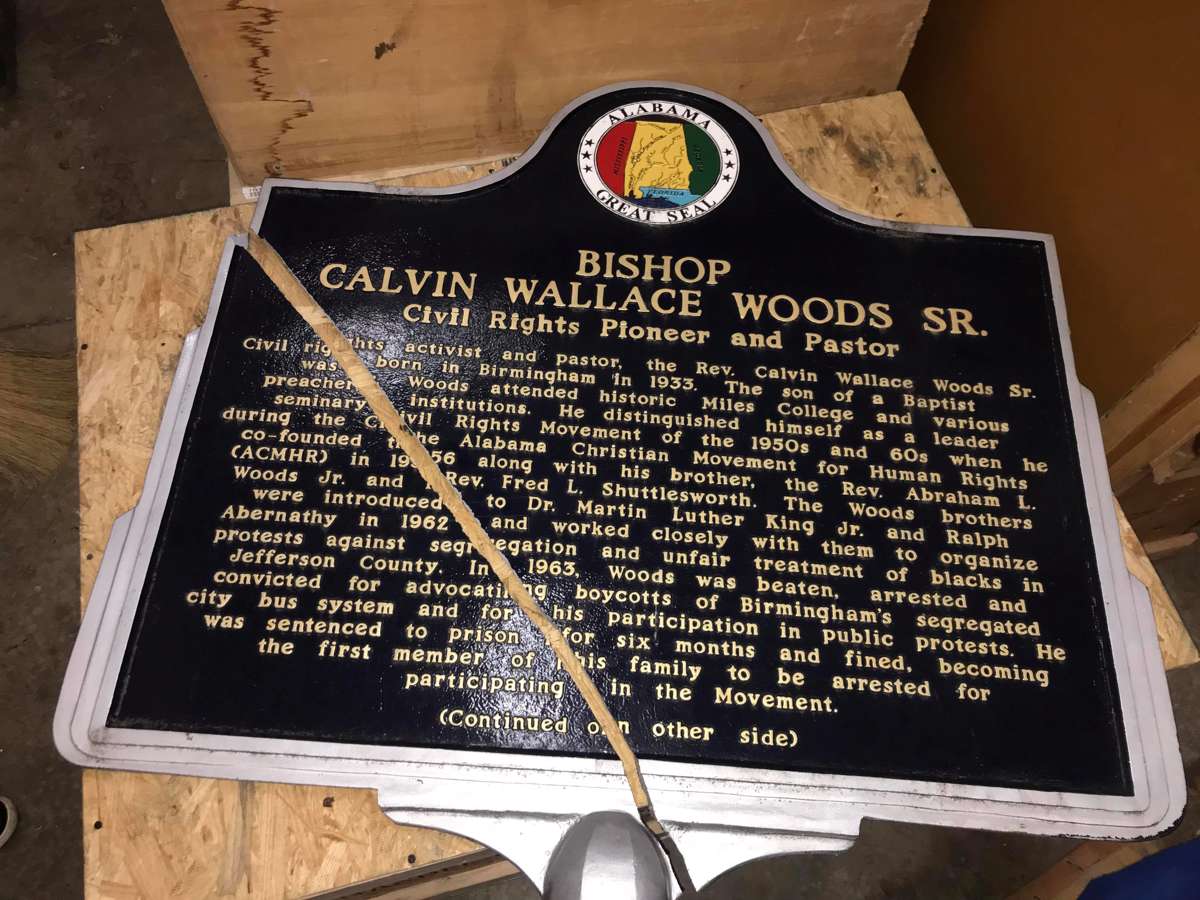 ALABAMA
FLORIDA
GREAT SEAL
BISHOP
CALVIN WALLACE WOODS SR.
Civil Rights Pioneer and Pastor
Civil rights activist and pastor, the Rev. Calvin Wallace Woods Sr.
was born in Birmingham in 1933. The son of a Baptist
preacher, Woods attended historic Miles College and various
seminary institutions. He distinguished himself as a leader
during the Civil Rights Movement of the 1950s and 60s when he
co-founded the Alabama Christian Movement for Human Rights
(ACMHR) in 1956 along with his brother, the Rev. Abraham L.
Woods Jr. and Rev. Fred L. Shuttlesworth. The Woods brothers
were introduced to Dr. Martin Luther King Jr. and Ralph
Abernathy in 1962 and worked closely with them to organize
protests against segregation and unfair treatment of blacks in
Jefferson County. In 1963, Woods was beaten, arrested and
convicted for advocating boycotts of Birmingham's segregated
city bus system and for his participation in public protests. He
was sentenced to prison for six months and fined, becoming
the first member of his family to be arrested for
participating in the Movement.
(Continued on other side)